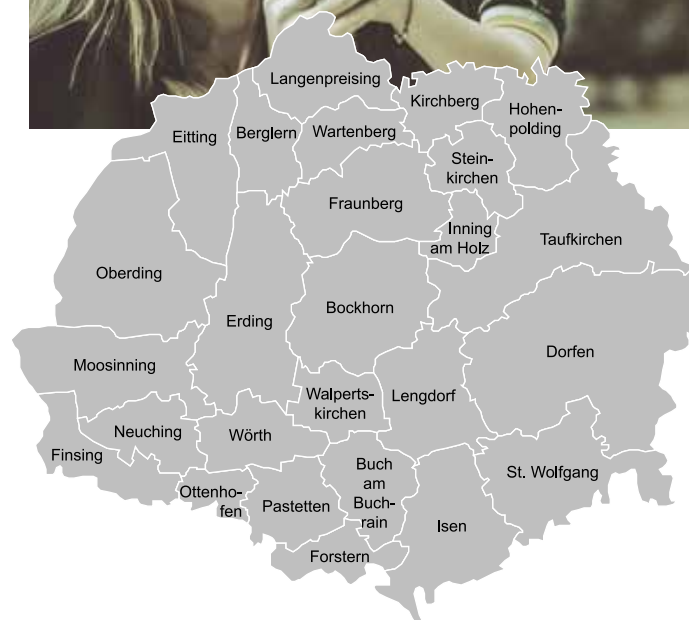 Langenpreising
Kirchberg
Hohen-
polding
Eitting
Berglern
Wartenberg
Stein-
kirchen
Fraunberg
Inning
am Holz
Taufkirchen
Oberding
Bockhorn
Erding
Dorfen
Moosinning
Walperts-
kirchen
Lengdorf
Neuching
Wörth
Finsing
Buch
am
Buch-
rain
St. Wolfgang
Ottenho-
fen
Pastetten
Isen
Forstern